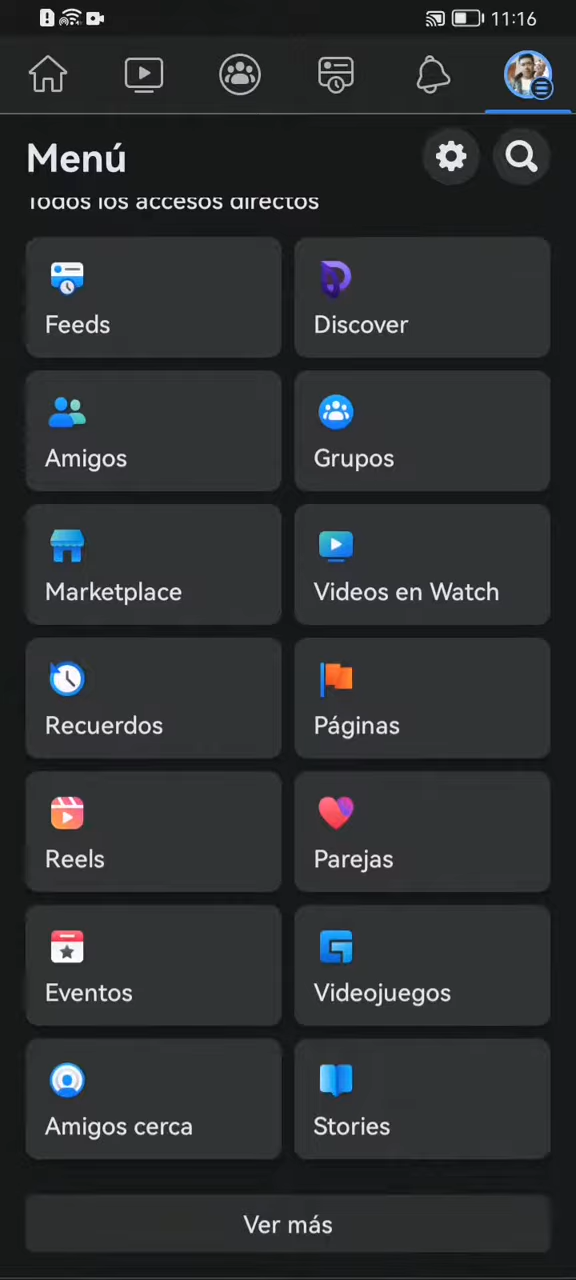 11:16
Menú
Todos los accesos directos
Feeds
Discover
Amigos
Grupos
Marketplace
Videos en Watch
Recuerdos
Páginas
Reels
Parejas
Eventos
Videojuegos
Amigos cerca
Stories
Ver más